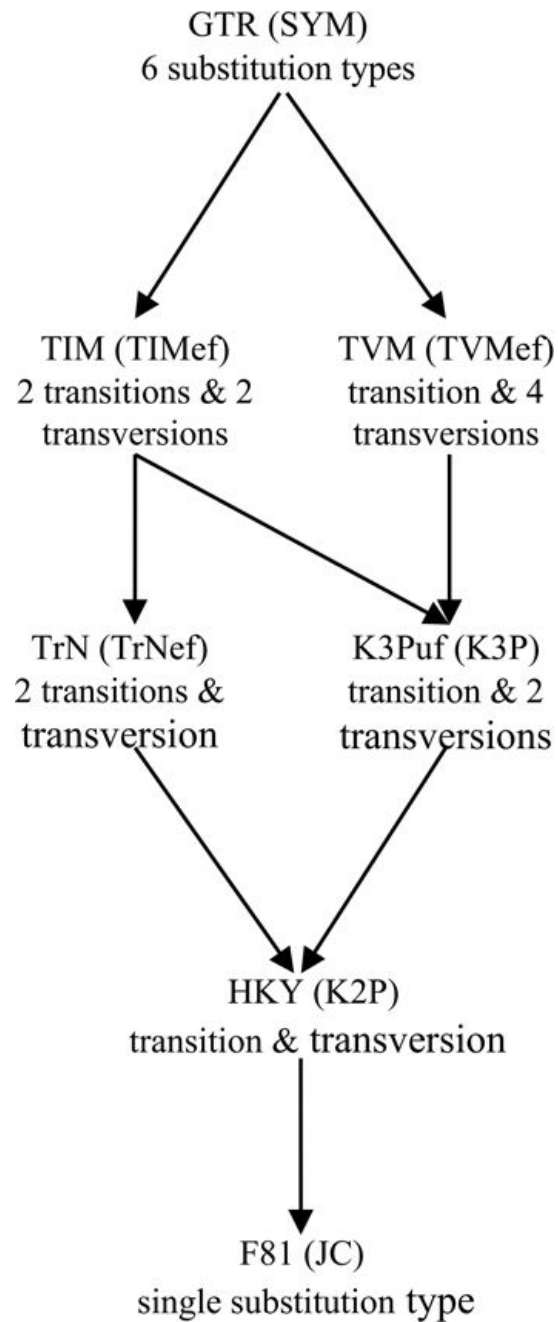 GTR (SYM)
6 substitution types
TIM (TIMef)
2 transitions & 2
transversions
TVM (TVMef)
transition & 4
transversions
TrN (TrNef)
2 transitions &
transversion
K3Puf (K3P)
transition & 2
transversions
HKY (K2P)
transition & transversion
F81 (JC)
single substitution type